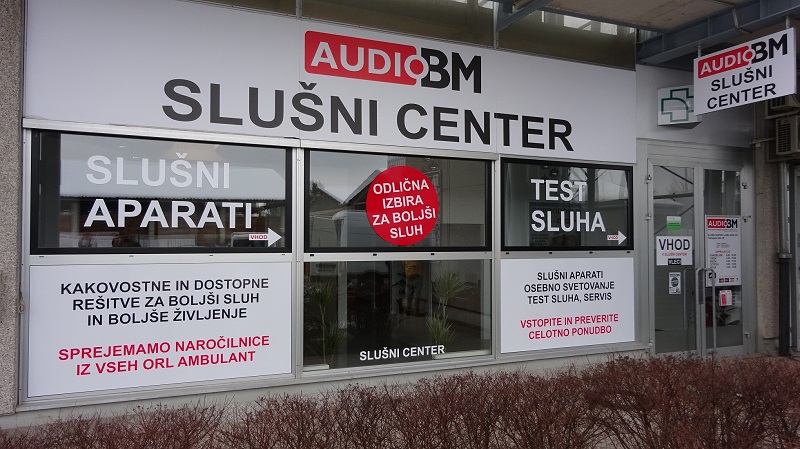 AUDIOBM
SLUŠNI CENTER
AUDIOBM
SLUŠNI
CENTER
SLUŠNI
APARATI
VHOD
ODLIČNA
IZBIRA
ZA BOLJŠI
SLUH
TEST
SLUHA
VHOD
KAKOVOSTNE IN DOSTOPNE
REŠITVE ZA BOLJŠI SLUH
IN BOLJŠE ŽIVLJENJE
SPREJEMAMO NAROČILNICE
IZ VSEH ORL AMBULANT
SLUŠNI CENTER
SLUŠNI APARATI
OSEBNO SVETOVANJE
TEST SLUHA, SERVIS
VSTOPITE IN PREVERITE
CELOTNO PONUDBO
VHOD
VLECI
AUDIOBM